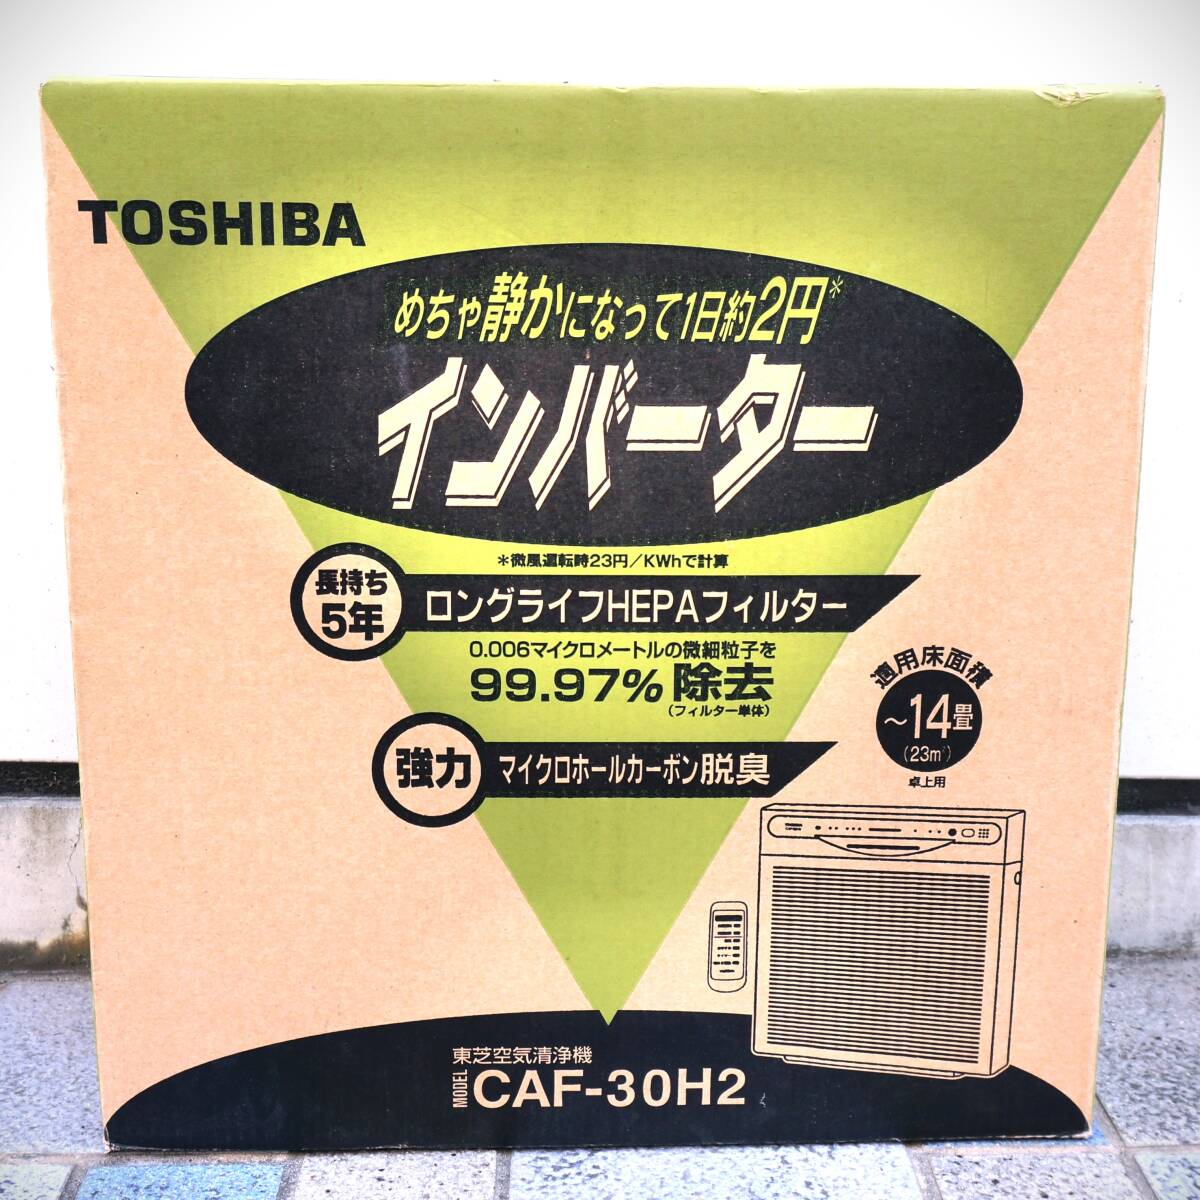 TOSHIBA
めちゃ静かになって1日約2円*
インバーター
*微風運転時23円/KWhで計算
長持ち
5年
ロングライフHEPAフィルター
0.006マイクロメートルの微細粒子を
99.97% 除去
(フィルター単体)
強力
マイクロホールカーボン脱臭
適用床面積
~14畳
(23m²)
卓上用
東芝空気清浄機
MODEL CAF-30H2